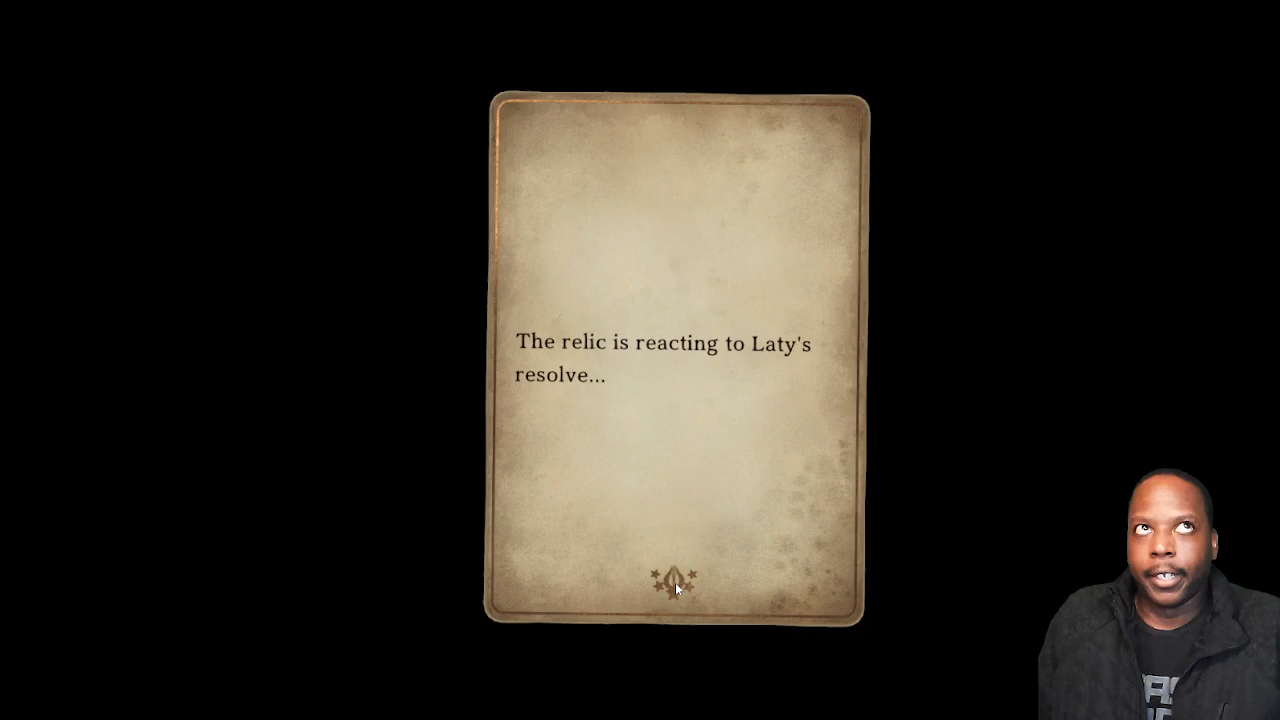 The relic is reacting to Laty's
resolve...